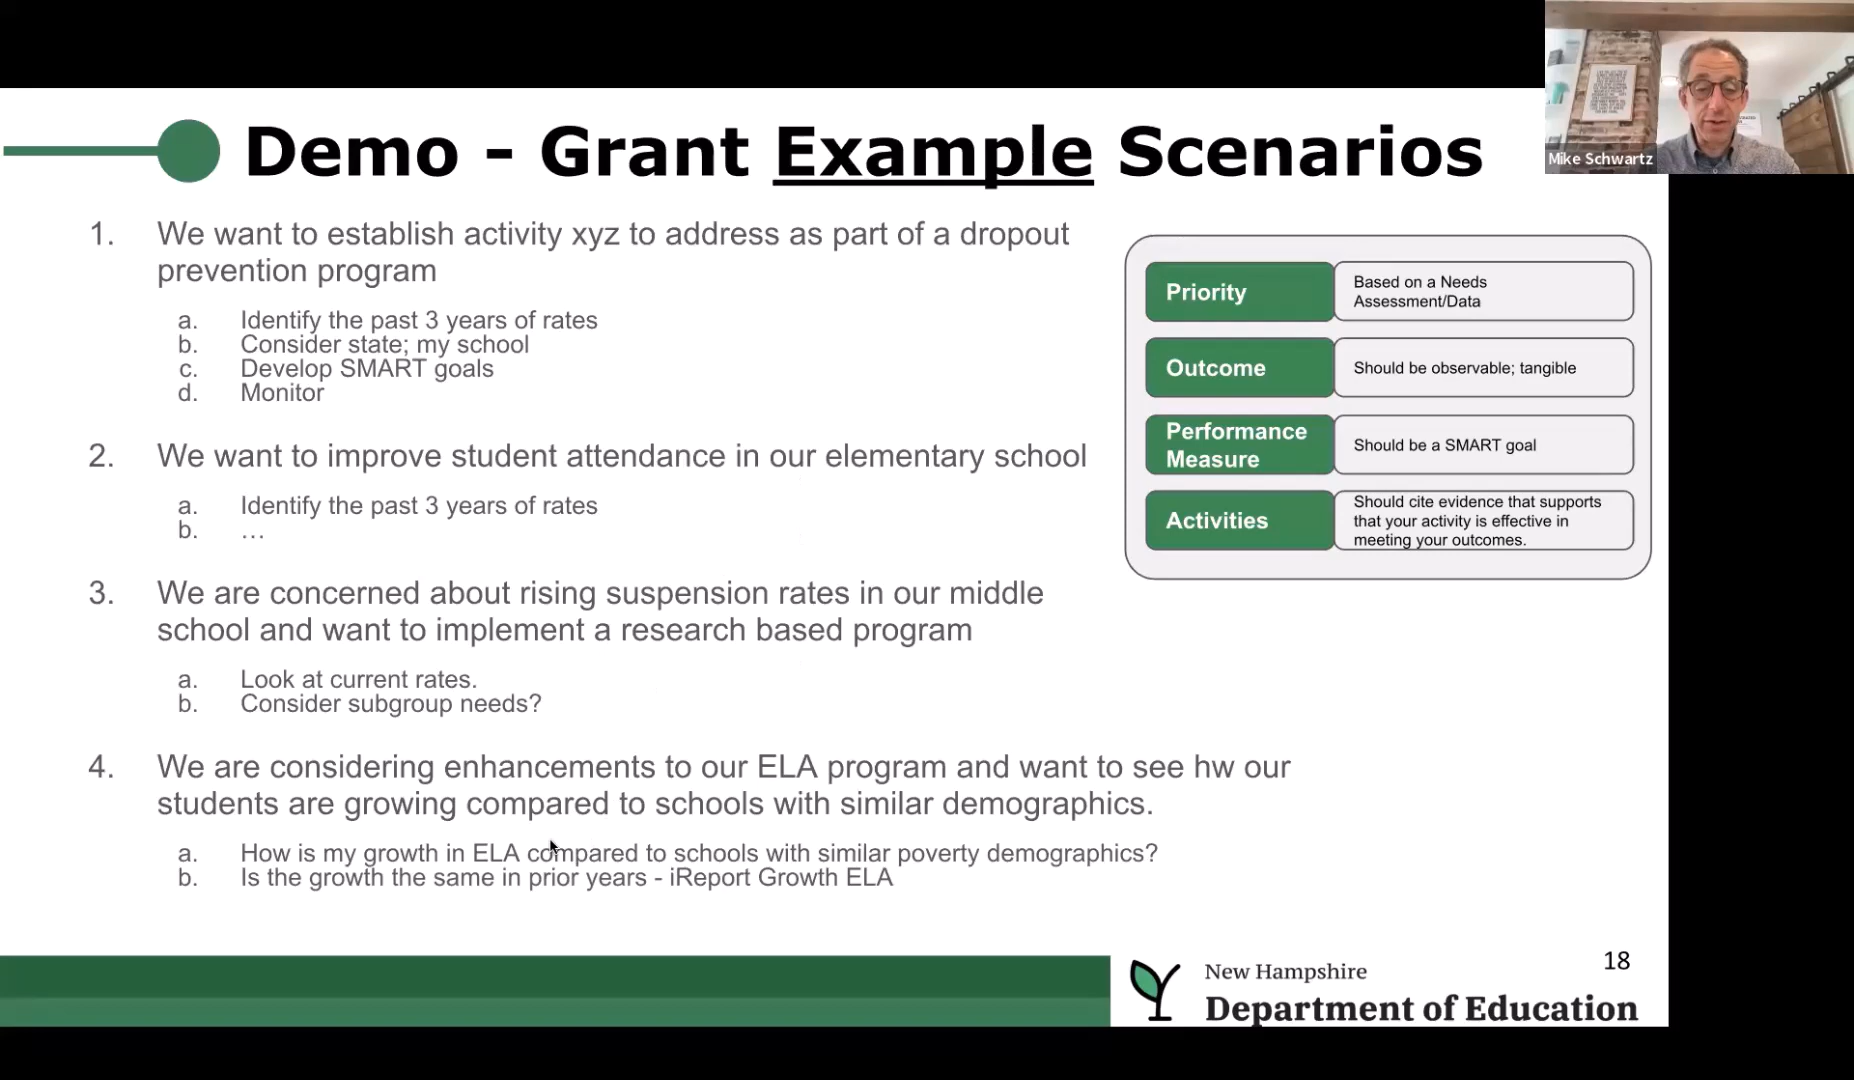 Demo - Grant Example Scenarios
1. We want to establish activity xyz to address as part of a dropout
prevention program
a. Identify the past 3 years of rates
b. Consider state; my school
c. Develop SMART goals
d. Monitor
2. We want to improve student attendance in our elementary school
a. Identify the past 3 years of rates
b. …
3. We are concerned about rising suspension rates in our middle
school and want to implement a research based program
a. Look at current rates.
b. Consider subgroup needs?
4. We are considering enhancements to our ELA program and want to see hw our
students are growing compared to schools with similar demographics.
a. How is my growth in ELA compared to schools with similar poverty demographics?
b. Is the growth the same in prior years - iReport Growth ELA
Priority
Based on a Needs
Assessment/Data
Outcome
Should be observable; tangible
Performance
Measure
Should be a SMART goal
Activities
Should cite evidence that supports
that your activity is effective in
meeting your outcomes.
Mike Schwartz
18
New Hampshire
Department of Education